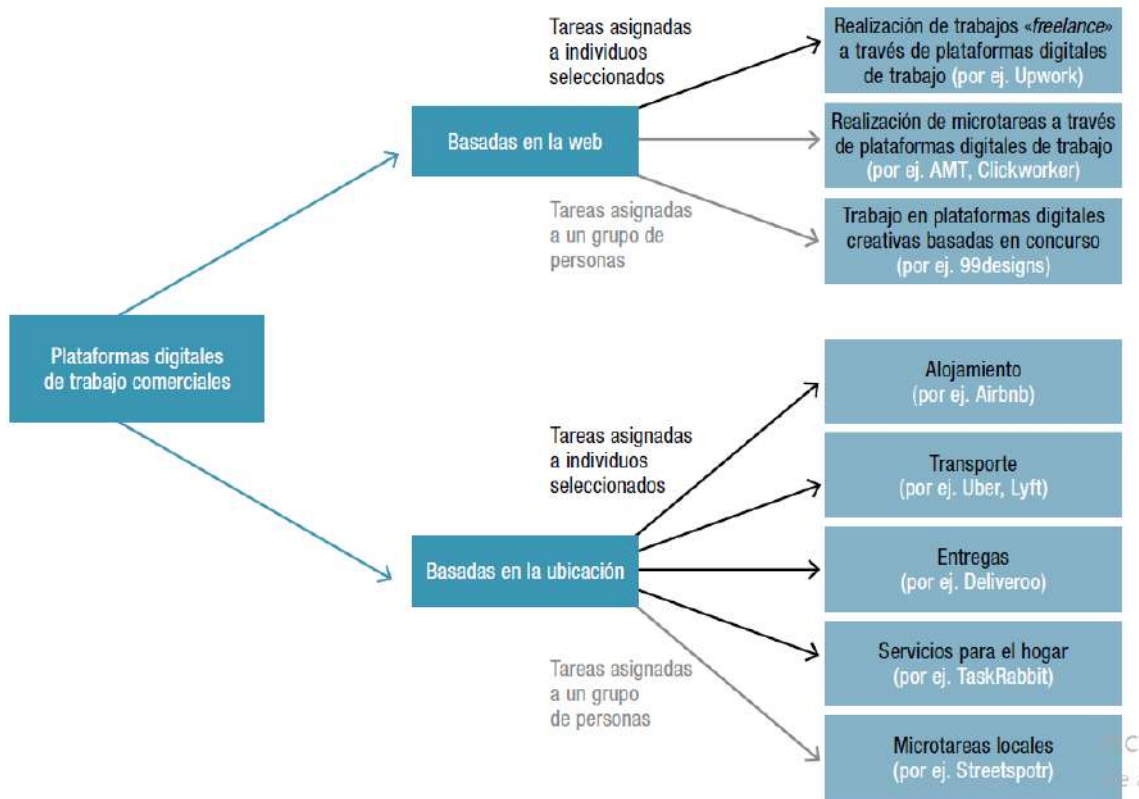 Tareas asignadas
a individuos
seleccionados
Realización de trabajos «freelance»
a través de plataformas digitales
de trabajo (por ej. Upwork)
Basadas en la web
Realización de microtareas a través
de plataformas digitales de trabajo
(por ej. AMT, Clickworker)
Tareas asignadas
a un grupo de
personas
Trabajo en plataformas digitales
creativas basadas en concurso
(por ej. 99designs)
Plataformas digitales
de trabajo comerciales
Tareas asignadas
a individuos
seleccionados
Alojamiento
(por ej. Airbnb)
Transporte
(por ej. Uber, Lyft)
Basadas en la ubicación
Entregas
(por ej. Deliveroo)
Servicios para el hogar
(por ej. TaskRabbit)
Tareas asignadas
a un grupo
de personas
Microtareas locales
(por ej. Streetspotr)